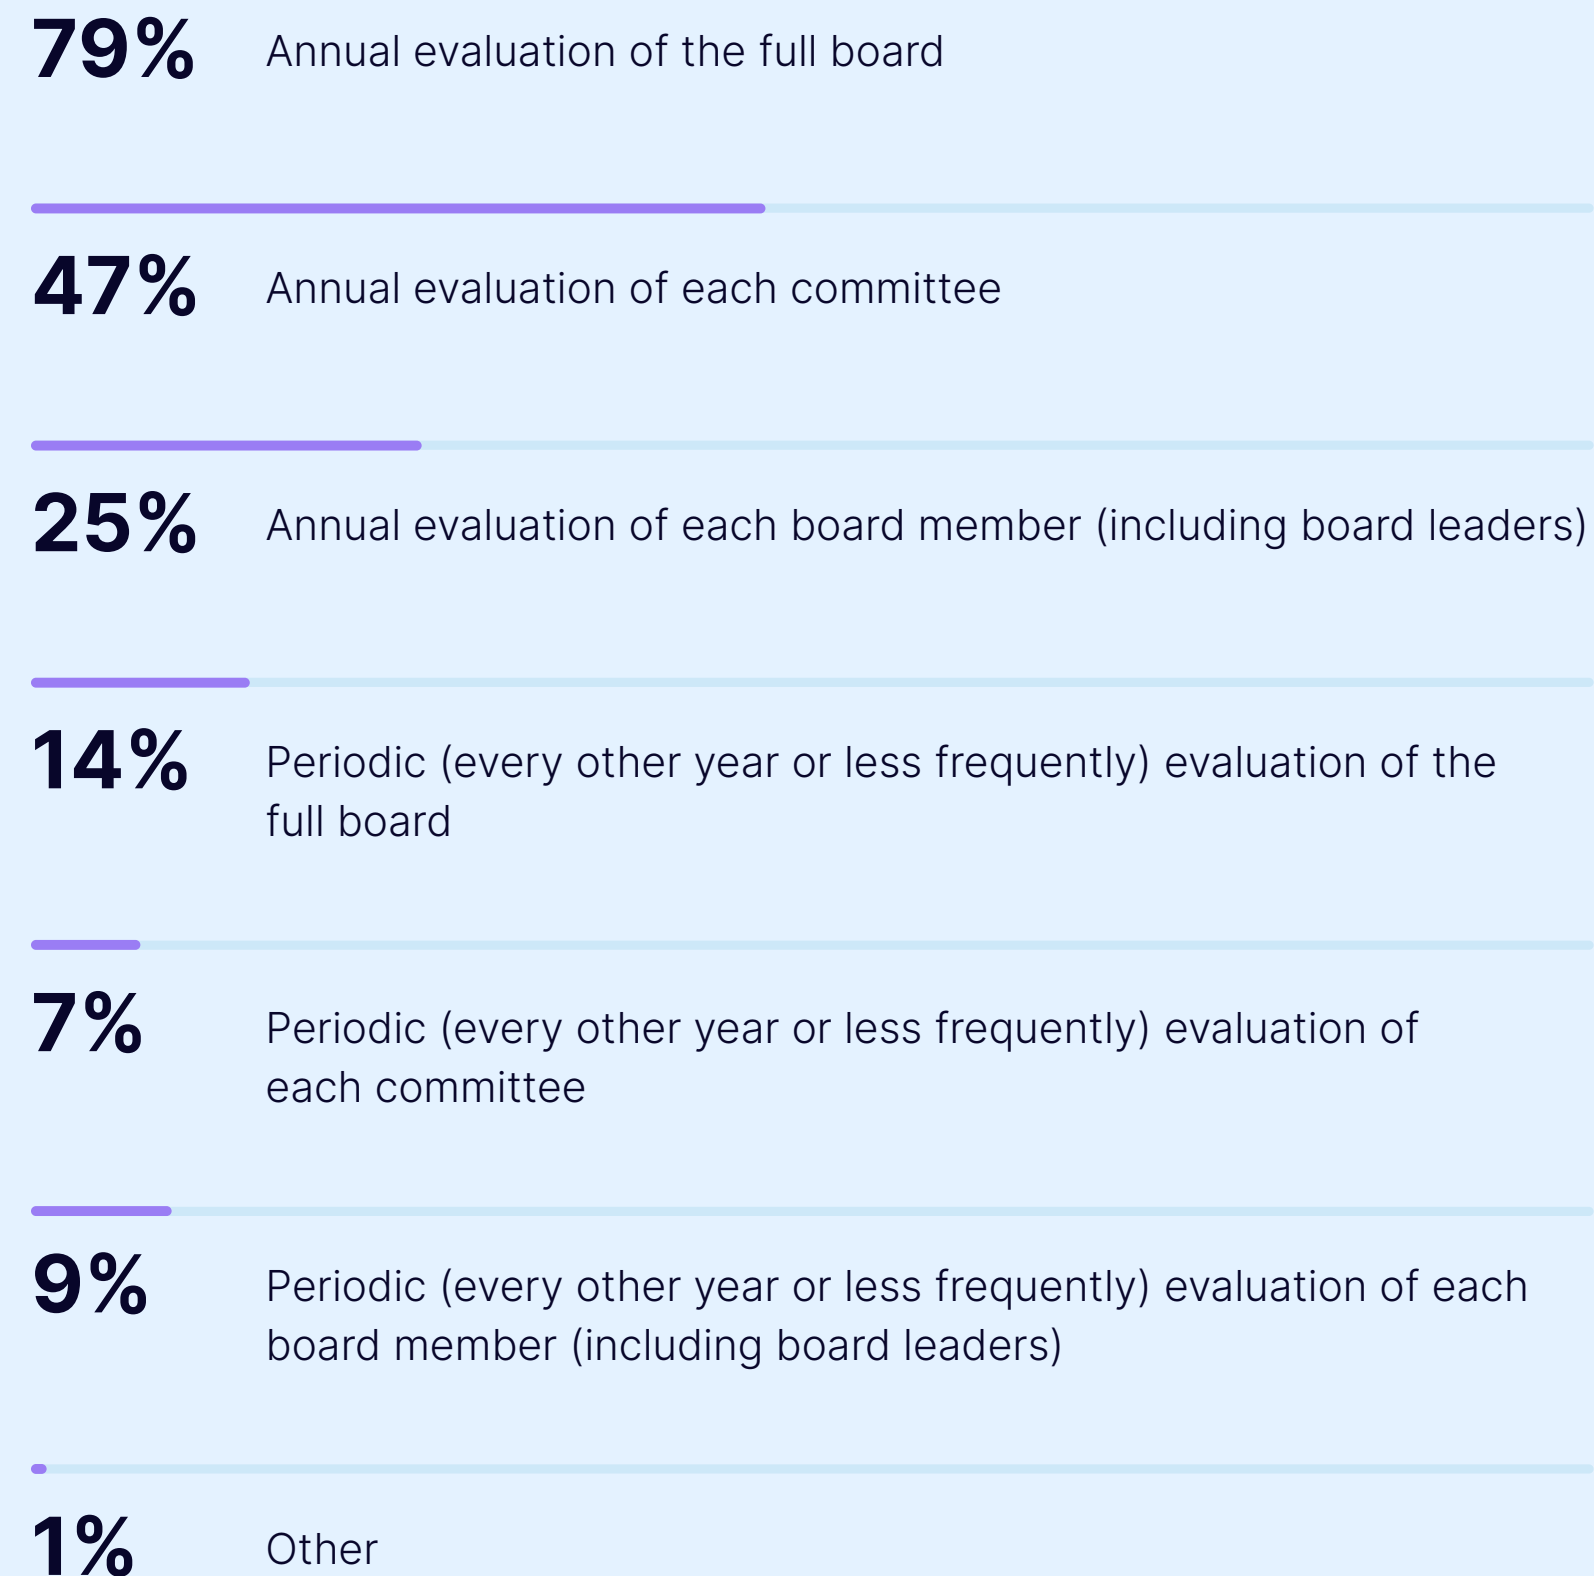 79% Annual evaluation of the full board
47% Annual evaluation of each committee
25% Annual evaluation of each board member (including board leaders)
14% Periodic (every other year or less frequently) evaluation of the
full board
7% Periodic (every other year or less frequently) evaluation of
each committee
9% Periodic (every other year or less frequently) evaluation of each
board member (including board leaders)
1% Other